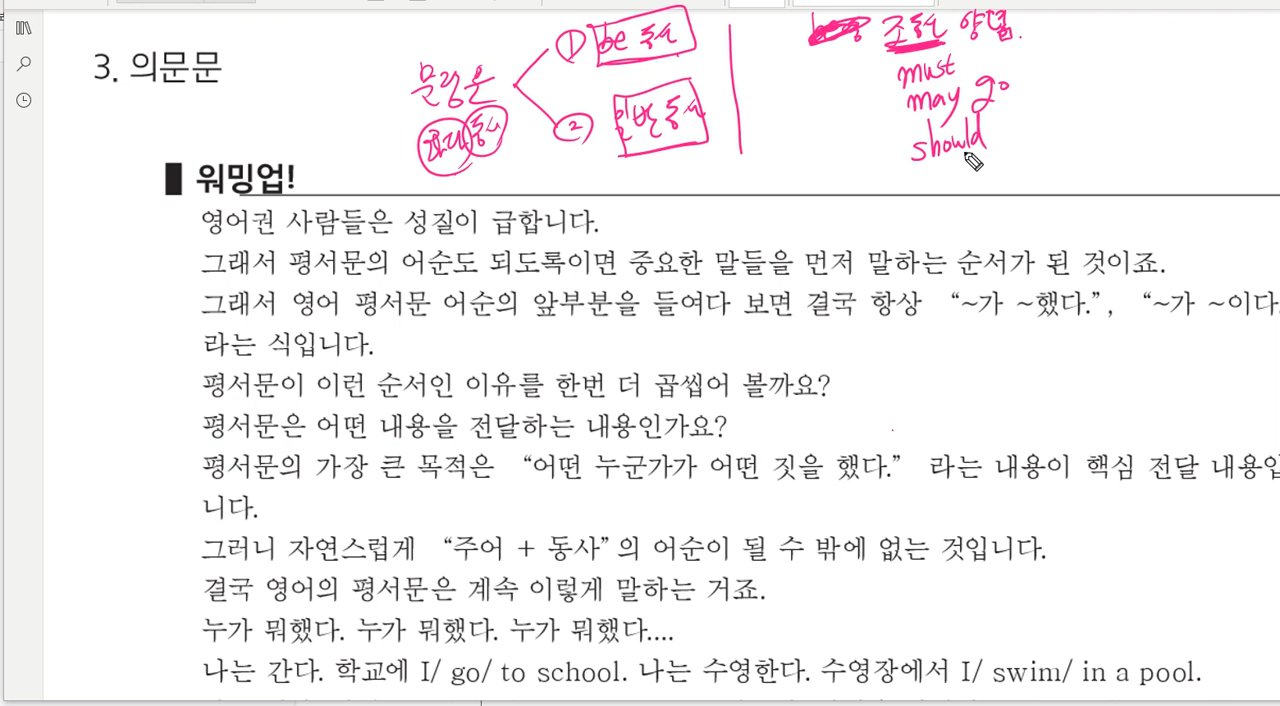 ① be 동사
조동사 양념.
must
may go
should
3. 의문문
문장은
② 일반동사
동사
워밍업!
영어권 사람들은 성질이 급합니다.
그래서 평서문의 어순도 되도록이면 중요한 말들을 먼저 말하는 순서가 된 것이죠.
그래서 영어 평서문 어순의 앞부분을 들여다 보면 결국 항상 “~가 ~했다.”, “~가 ~이다.
라는 식입니다.
평서문이 이런 순서인 이유를 한번 더 곱씹어 볼까요?
평서문은 어떤 내용을 전달하는 내용인가요?
평서문의 가장 큰 목적은 “어떤 누군가가 어떤 짓을 했다.” 라는 내용이 핵심 전달 내용입
니다.
그러니 자연스럽게 “주어 + 동사”의 어순이 될 수 밖에 없는 것입니다.
결국 영어의 평서문은 계속 이렇게 말하는 거죠.
누가 뭐했다. 누가 뭐했다. 누가 뭐했다....
나는 간다. 학교에 I/ go/ to school. 나는 수영한다. 수영장에서 I/ swim/ in a pool.